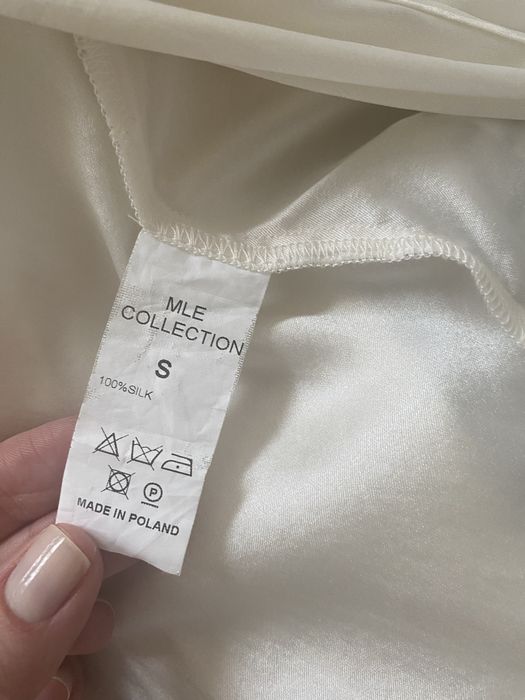 MLE
COLLECTION
S
100%SILK
P
MADE IN POLAND